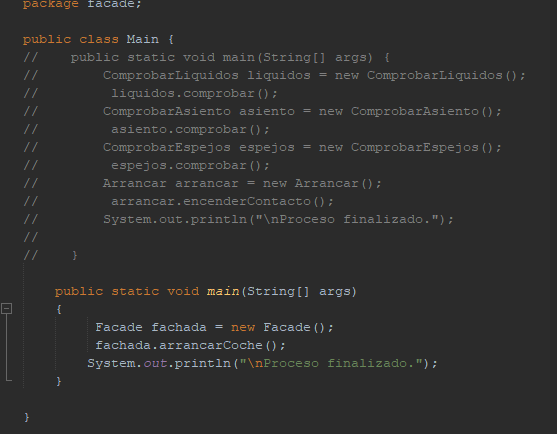 package facade;
public class Main {
//    public static void main(String[] args) {
//        ComprobarLiquidos liquidos = new ComprobarLiquidos();
//         liquidos.comprobar();
//        ComprobarAsiento asiento = new ComprobarAsiento();
//         asiento.comprobar();
//        ComprobarEspejos espejos = new ComprobarEspejos();
//         espejos.comprobar();
//        Arrancar arrancar = new Arrancar();
//         arrancar.encenderContacto();
//        System.out.println("\nProceso finalizado.");
//
//    }
    public static void main(String[] args)
    {
         Facade fachada = new Facade();
         fachada.arrancarCoche();
        System.out.println("\nProceso finalizado.");
    }
}